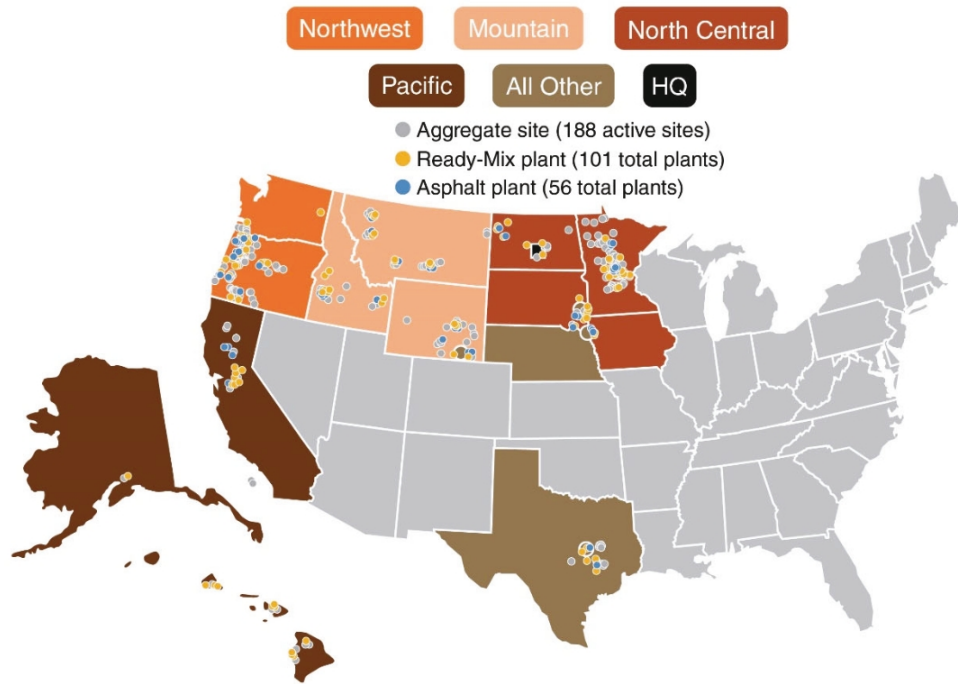 Northwest Mountain North Central
Pacific All Other HQ
Aggregate site (188 active sites)
Ready-Mix plant (101 total plants)
Asphalt plant (56 total plants)